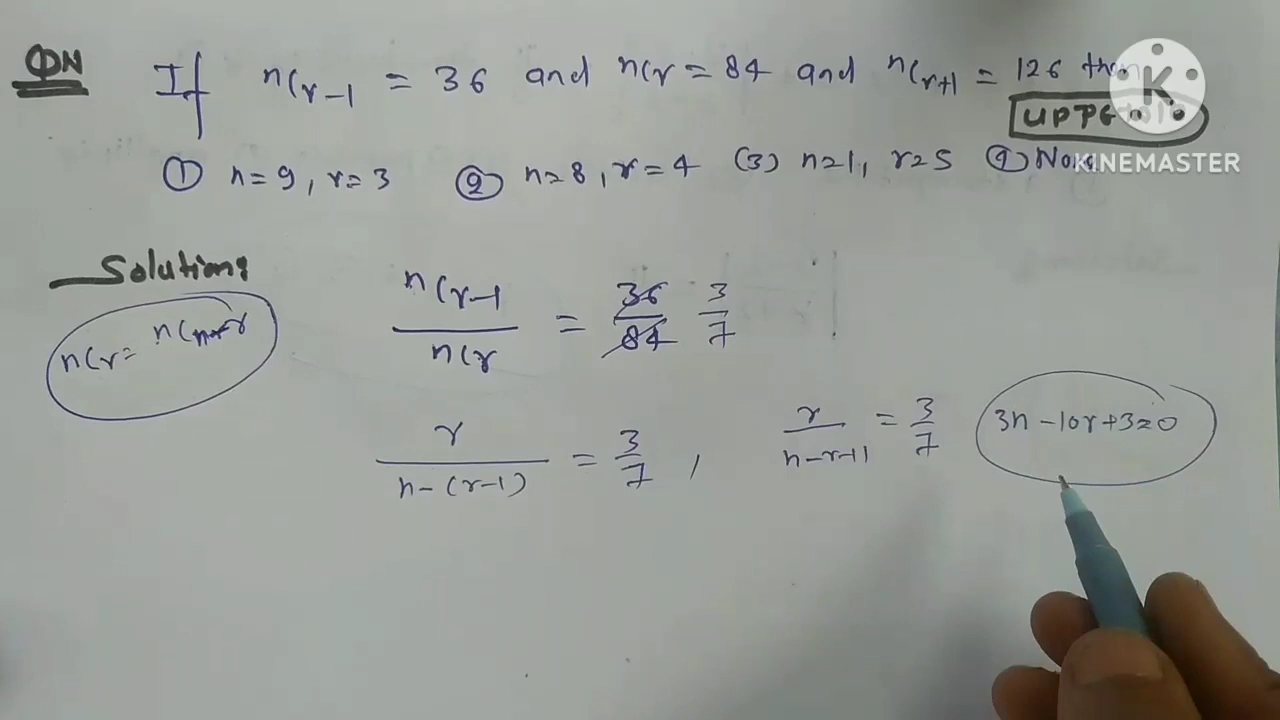 QN If nCr-1 = 36 and nCr = 84 and nCr+1 = 126 then
K
UPPG
① n=9, r=3 ② n=8, r=4 (3) n=1, r=5 ④ None
KINEMASTER
Solution:
nCr-1 / nCr = 36/84 3/7
nCr = nCn-r
r / n-(r-1) = 3/7 , r / n-r+1 = 3/7 3n-10r+3=0